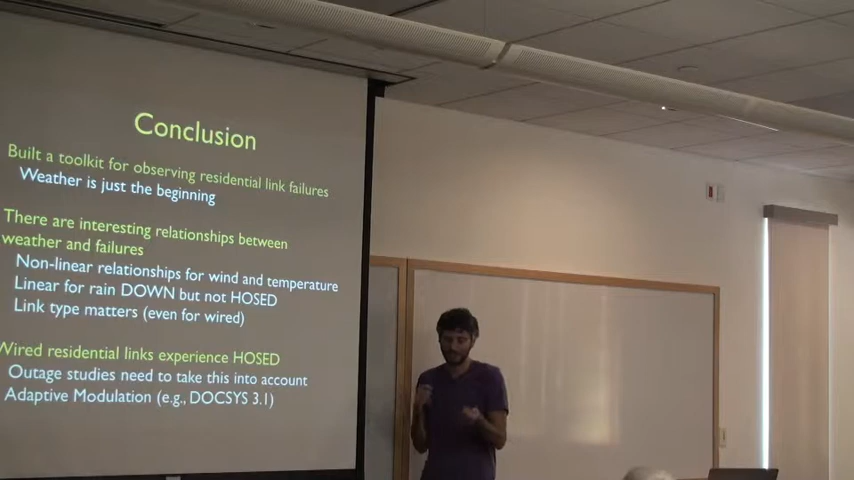 Conclusion
Built a toolkit for observing residential link failures
Weather is just the beginning
There are interesting relationships between
weather and failures
Non-linear relationships for wind and temperature
Linear for rain DOWN but not HOSED
Link type matters (even for wired)
Wired residential links experience HOSED
Outage studies need to take this into account
Adaptive Modulation (e.g., DOCSYS 3.1)